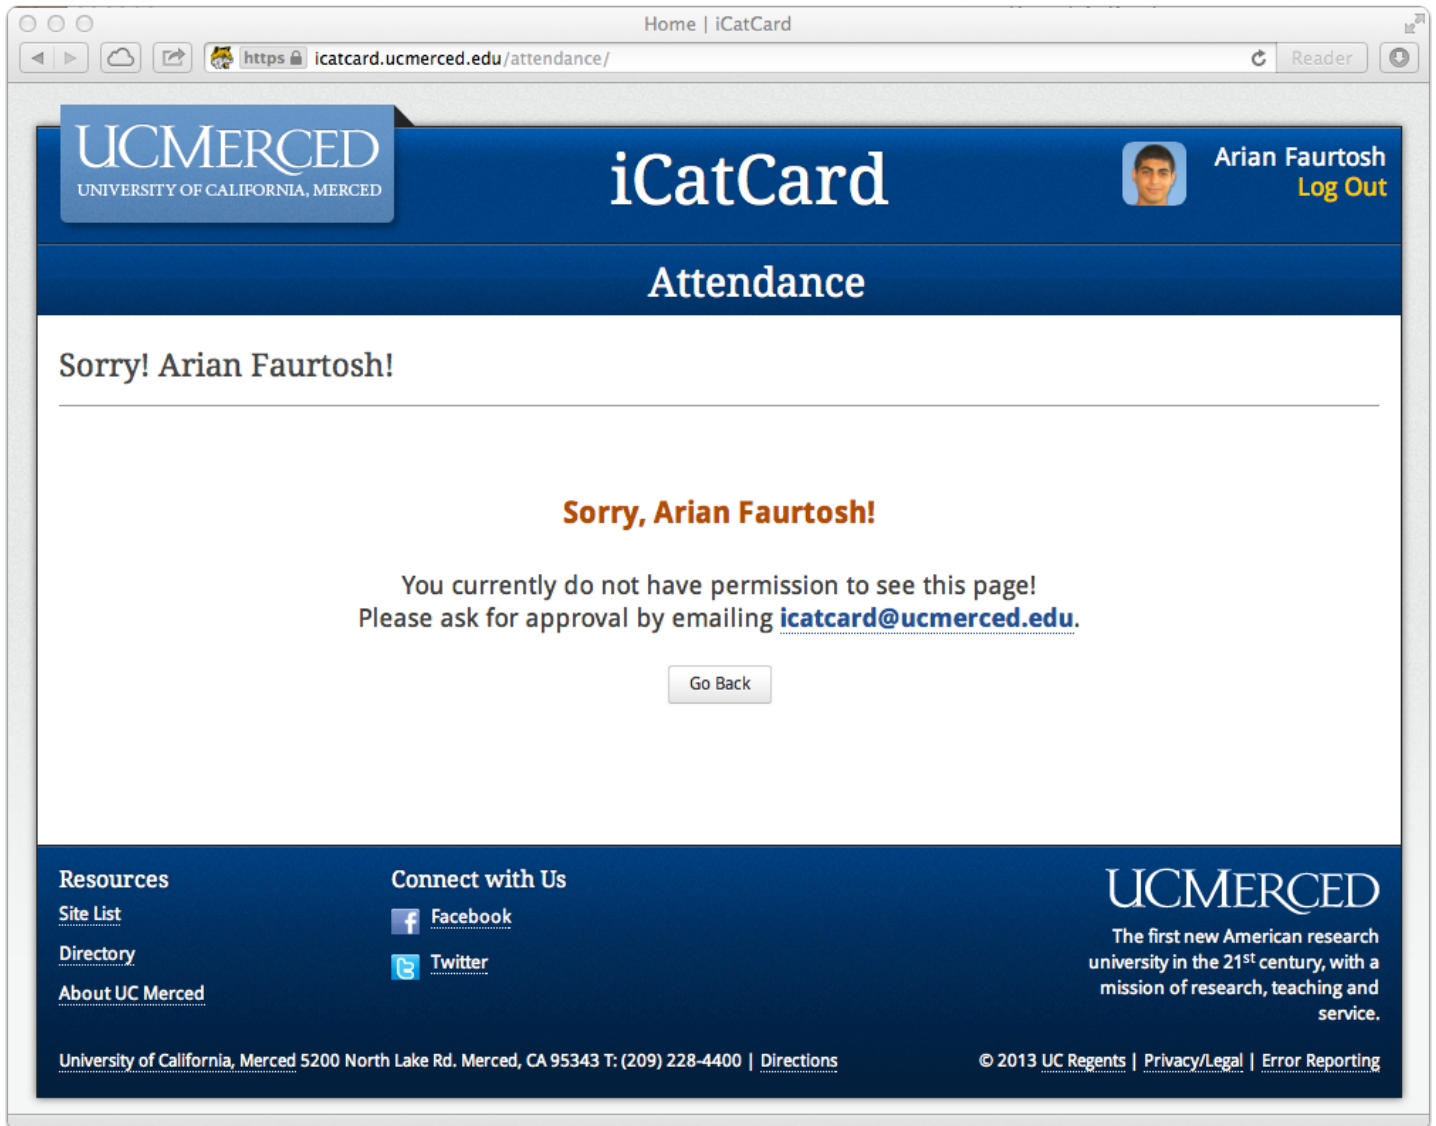 Home | iCatCard
https icatcard.ucmerced.edu/attendance/
Reader
UCMERCED
UNIVERSITY OF CALIFORNIA, MERCED
iCatCard
Arian Faurtosh
Log Out
Attendance
Sorry! Arian Faurtosh!
Sorry, Arian Faurtosh!
You currently do not have permission to see this page!
Please ask for approval by emailing icatcard@ucmerced.edu.
Go Back
Resources
Site List
Directory
About UC Merced
Connect with Us
Facebook
Twitter
UCMERCED
The first new American research
university in the 21st century, with a
mission of research, teaching and
service.
University of California, Merced 5200 North Lake Rd. Merced, CA 95343 T: (209) 228-4400 | Directions
© 2013 UC Regents | Privacy/Legal | Error Reporting